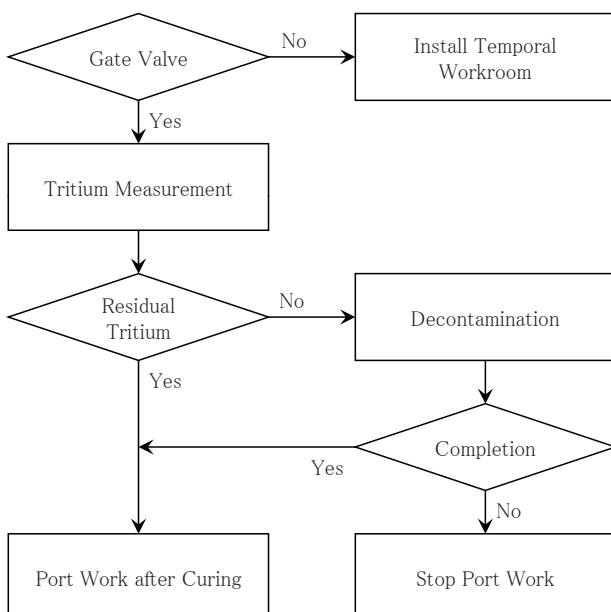 Gate Valve
No
Install Temporal
Workroom
Yes
Tritium Measurement
Residual
Tritium
No
Decontamination
Yes
Completion
Yes
No
Port Work after Curing
Stop Port Work